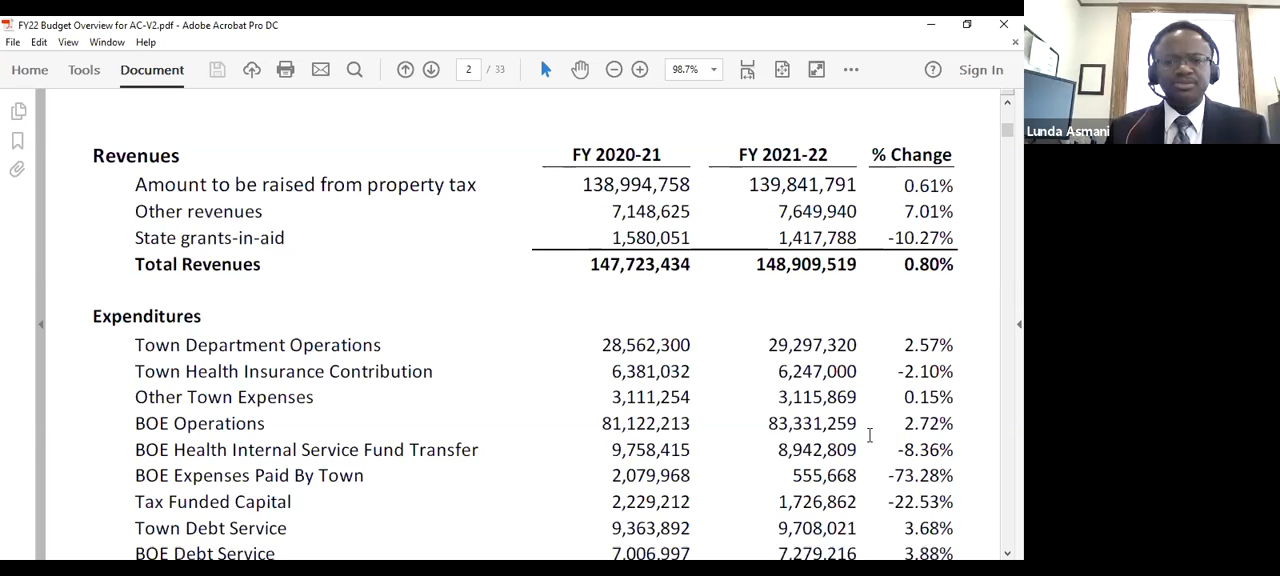 FY22 Budget Overview for AC-V2.pdf - Adobe Acrobat Pro DC
File Edit View Window Help
Home Tools Document 2 / 33 98.7% Sign In
Lunda Asmani
Revenues FY 2020-21 FY 2021-22 % Change
Amount to be raised from property tax 138,994,758 139,841,791 0.61%
Other revenues 7,148,625 7,649,940 7.01%
State grants-in-aid 1,580,051 1,417,788 -10.27%
Total Revenues 147,723,434 148,909,519 0.80%
Expenditures
Town Department Operations 28,562,300 29,297,320 2.57%
Town Health Insurance Contribution 6,381,032 6,247,000 -2.10%
Other Town Expenses 3,111,254 3,115,869 0.15%
BOE Operations 81,122,213 83,331,259 2.72%
BOE Health Internal Service Fund Transfer 9,758,415 8,942,809 -8.36%
BOE Expenses Paid By Town 2,079,968 555,668 -73.28%
Tax Funded Capital 2,229,212 1,726,862 -22.53%
Town Debt Service 9,363,892 9,708,021 3.68%
BOE Debt Service 7,006,997 7,279,216 3.88%